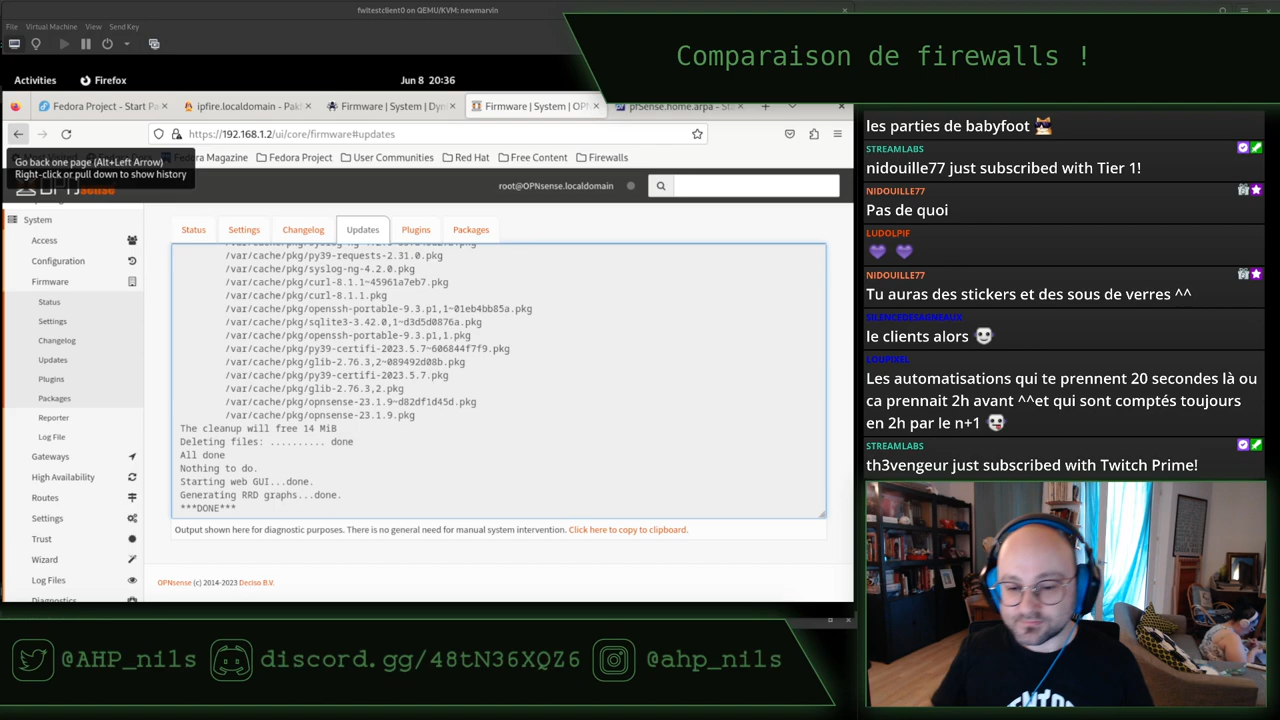 fwltestclient0 on QEMU/KVM: newmarvin
File Virtual Machine View Send Key
Comparaison de firewalls !
Activities Firefox Jun 8 20:36
Fedora Project - Start Pa
ipfire.localdomain - Pak
Firmware | System | Dyn
Firmware | System | OPN
pfSense.home.arpa - Sta
https://192.168.1.2/ui/core/firmware#updates
Fedora Magazine Fedora Project User Communities Red Hat Free Content Firewalls
Go back one page (Alt+Left Arrow)
Right-click or pull down to show history
sense
root@OPNsense.localdomain
System
Access
Configuration
Firmware
Status
Settings
Changelog
Updates
Plugins
Packages
Reporter
Log File
Gateways
High Availability
Routes
Settings
Trust
Wizard
Log Files
Diagnostics
Status Settings Changelog Updates Plugins Packages
/var/cache/pkg/py39-requests-2.31.0.pkg
/var/cache/pkg/syslog-ng-4.2.0.pkg
/var/cache/pkg/curl-8.1.1~45961a7eb7.pkg
/var/cache/pkg/curl-8.1.1.pkg
/var/cache/pkg/openssh-portable-9.3.p1,1~01eb4bb85a.pkg
/var/cache/pkg/sqlite3-3.42.0,1~d3d5d0876a.pkg
/var/cache/pkg/openssh-portable-9.3.p1,1.pkg
/var/cache/pkg/py39-certifi-2023.5.7~606844f7f9.pkg
/var/cache/pkg/glib-2.76.3,2~089492d08b.pkg
/var/cache/pkg/py39-certifi-2023.5.7.pkg
/var/cache/pkg/glib-2.76.3,2.pkg
/var/cache/pkg/opnsense-23.1.9~d82df1d45d.pkg
/var/cache/pkg/opnsense-23.1.9.pkg
The cleanup will free 14 MiB
Deleting files: .......... done
All done
Nothing to do.
Starting web GUI...done.
Generating RRD graphs...done.
***DONE***
Output shown here for diagnostic purposes. There is no general need for manual system intervention. Click here to copy to clipboard.
OPNsense (c) 2014-2023 Deciso B.V.
les parties de babyfoot
STREAMLABS
nidouille77 just subscribed with Tier 1!
NIDOUILLE77
Pas de quoi
LUDOLPIF
NIDOUILLE77
Tu auras des stickers et des sous de verres ^^
SILENCEDESAGNEAUX
le clients alors
LOUPIXEL
Les automatisations qui te prennent 20 secondes là ou
ca prennait 2h avant ^^et qui sont comptés toujours
en 2h par le n+1
STREAMLABS
th3vengeur just subscribed with Twitch Prime!
@AHP_nils discord.gg/48tN36XQZ6 @ahp_nils